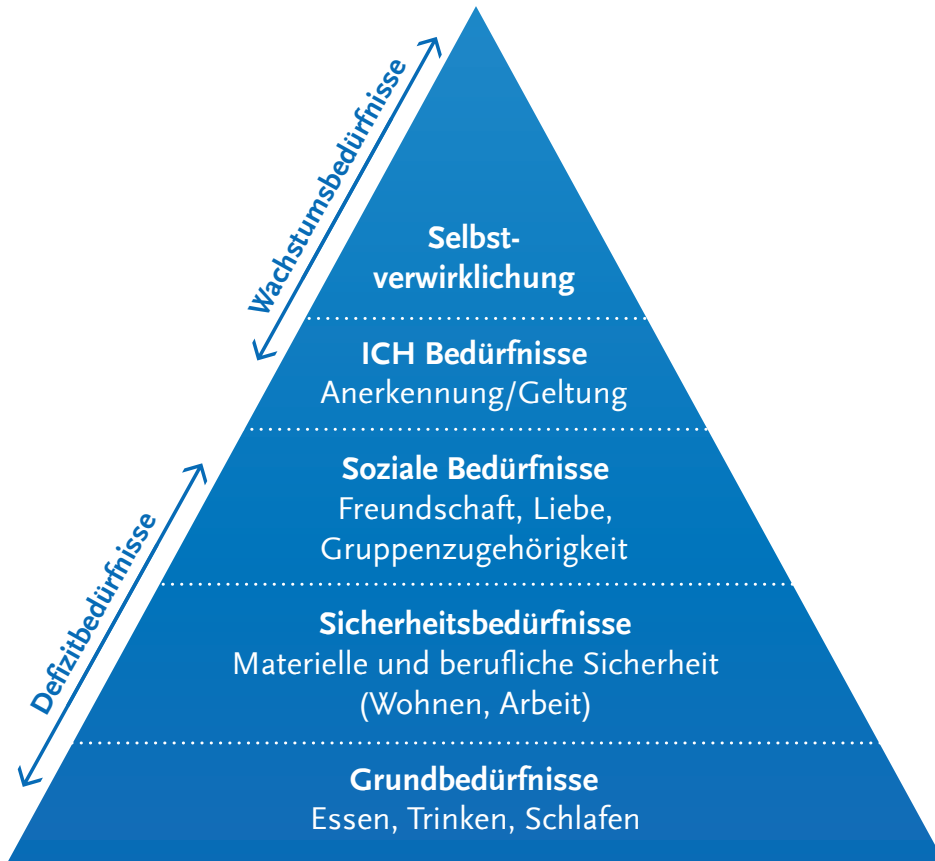 Wachstumsbedürfnisse
Selbst-
verwirklichung
ICH Bedürfnisse
Anerkennung/Geltung
Defizitbedürfnisse
Soziale Bedürfnisse
Freundschaft, Liebe,
Gruppenzugehörigkeit
Sicherheitsbedürfnisse
Materielle und berufliche Sicherheit
(Wohnen, Arbeit)
Grundbedürfnisse
Essen, Trinken, Schlafen